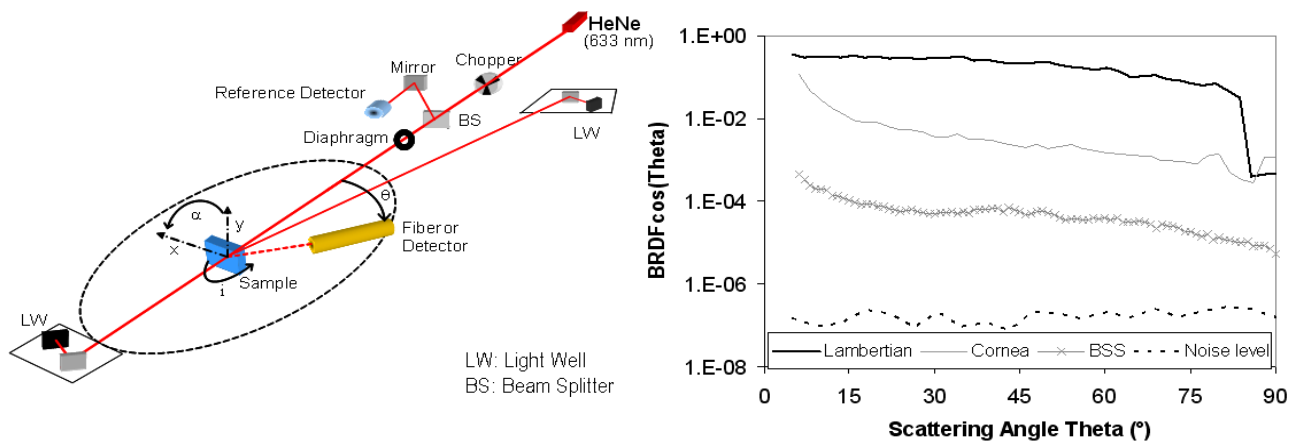 HeNe
(633 nm)
Chopper
Mirror
Reference Detector
BS
LW
Diaphragm
θ
α
y
x
Fiber or
Detector
Sample
i
LW
LW: Light Well
BS: Beam Splitter
BRDFcos(Theta)
1.E+00
1.E-02
1.E-04
1.E-06
1.E-08
Lambertian Cornea BSS Noise level
0 15 30 45 60 75 90
Scattering Angle Theta (°)